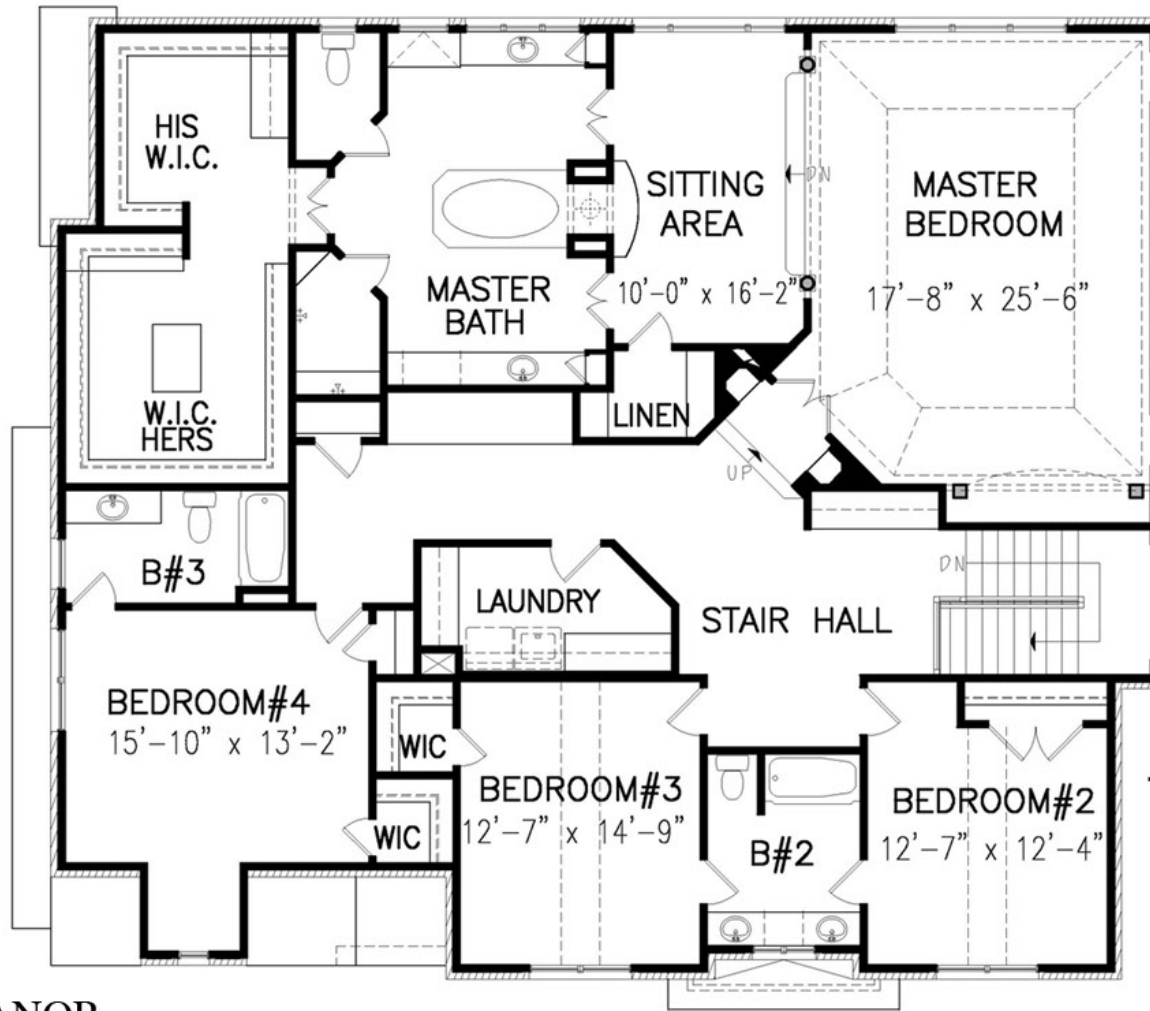 HIS
W.I.C.
SITTING
AREA
10'-0" x 16'-2"
DN
MASTER
BEDROOM
17'-8" x 25'-6"
MASTER
BATH
W.I.C.
HERS
LINEN
UP
B#3
LAUNDRY
STAIR HALL
DN
BEDROOM#4
15'-10" x 13'-2"
WIC
WIC
BEDROOM#3
12'-7" x 14'-9"
B#2
BEDROOM#2
12'-7" x 12'-4"